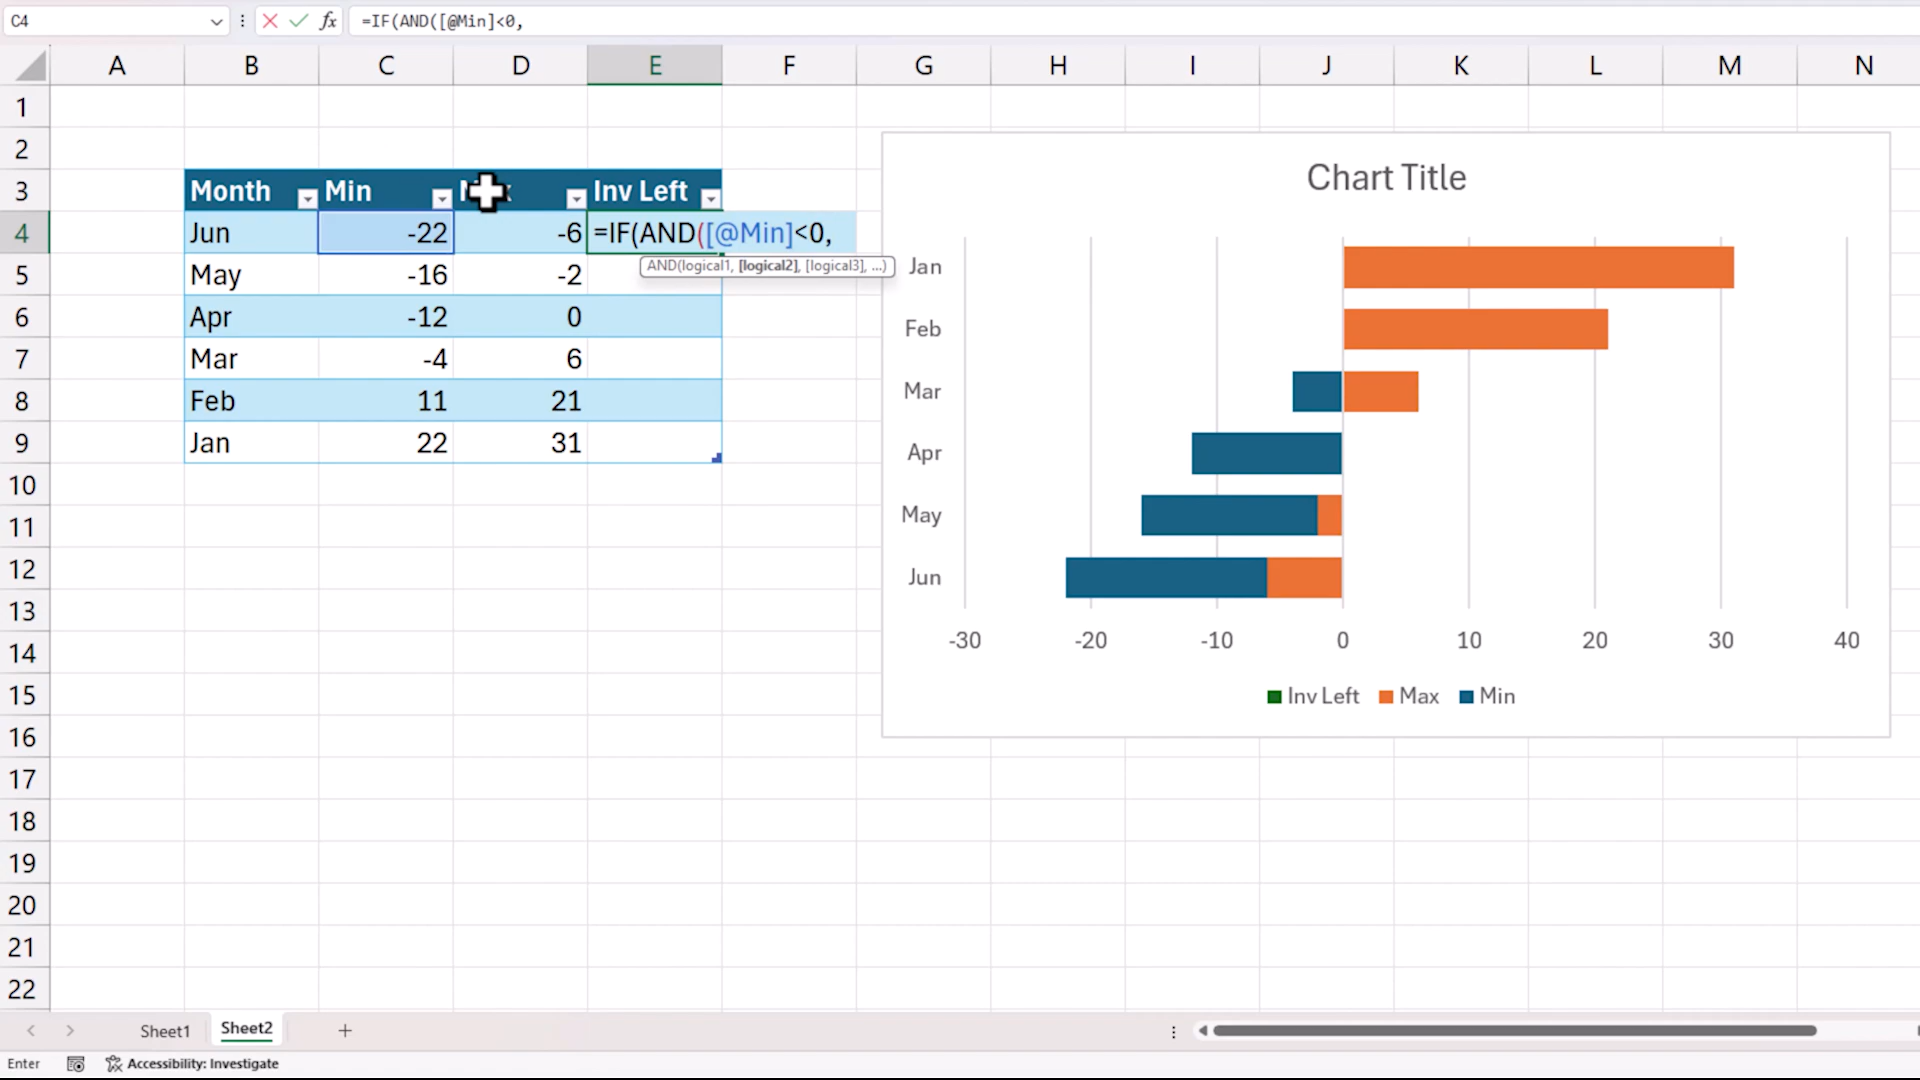 C4 fx =IF(AND([@Min]<0,
A B C D E F G H I J K L M N
1
2
3 Month Min Inv Left
4 Jun -22 -6 =IF(AND([@Min]<0,
AND(logical1, [logical2], [logical3], ...)
5 May -16 -2
6 Apr -12 0
7 Mar -4 6
8 Feb 11 21
9 Jan 22 31
10
11
12
13
14
15
16
17
18
19
20
21
22
Chart Title
Jan
Feb
Mar
Apr
May
Jun
-30 -20 -10 0 10 20 30 40
Inv Left Max Min
Sheet1 Sheet2 +
Enter Accessibility: Investigate